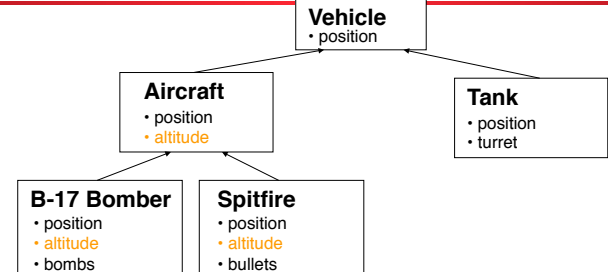 Vehicle
• position
Aircraft
• position
• altitude
Tank
• position
• turret
B-17 Bomber
• position
• altitude
• bombs
Spitfire
• position
• altitude
• bullets